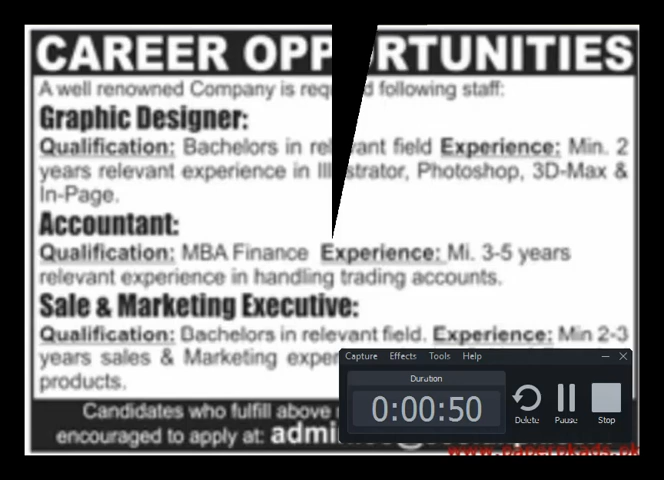 CAREER OPPORTUNITIES
A well renowned Company is req d following staff:
Graphic Designer:
Qualification: Bachelors in relevant field Experience: Min. 2
years relevant experience in Illustrator, Photoshop, 3D-Max &
In-Page.
Accountant:
Qualification: MBA Finance Experience: Mi. 3-5 years
relevant experience in handling trading accounts.
Sale & Marketing Executive:
Qualification: Bachelors in relevant field. Experience: Min 2-3
years sales & Marketing exper
products.
Candidates who fulfill above
encouraged to apply at: admi
Capture Effects Tools Help
Duration
0:00:50
Delete Pause Stop